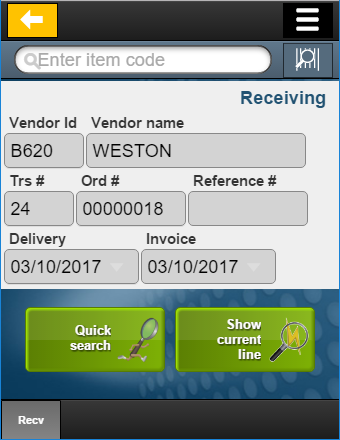 Enter item code
Receiving
Vendor Id Vendor name
B620 WESTON
Trs # Ord # Reference #
24 00000018
Delivery Invoice
03/10/2017 03/10/2017
Quick
search
Show
current
line
Recv